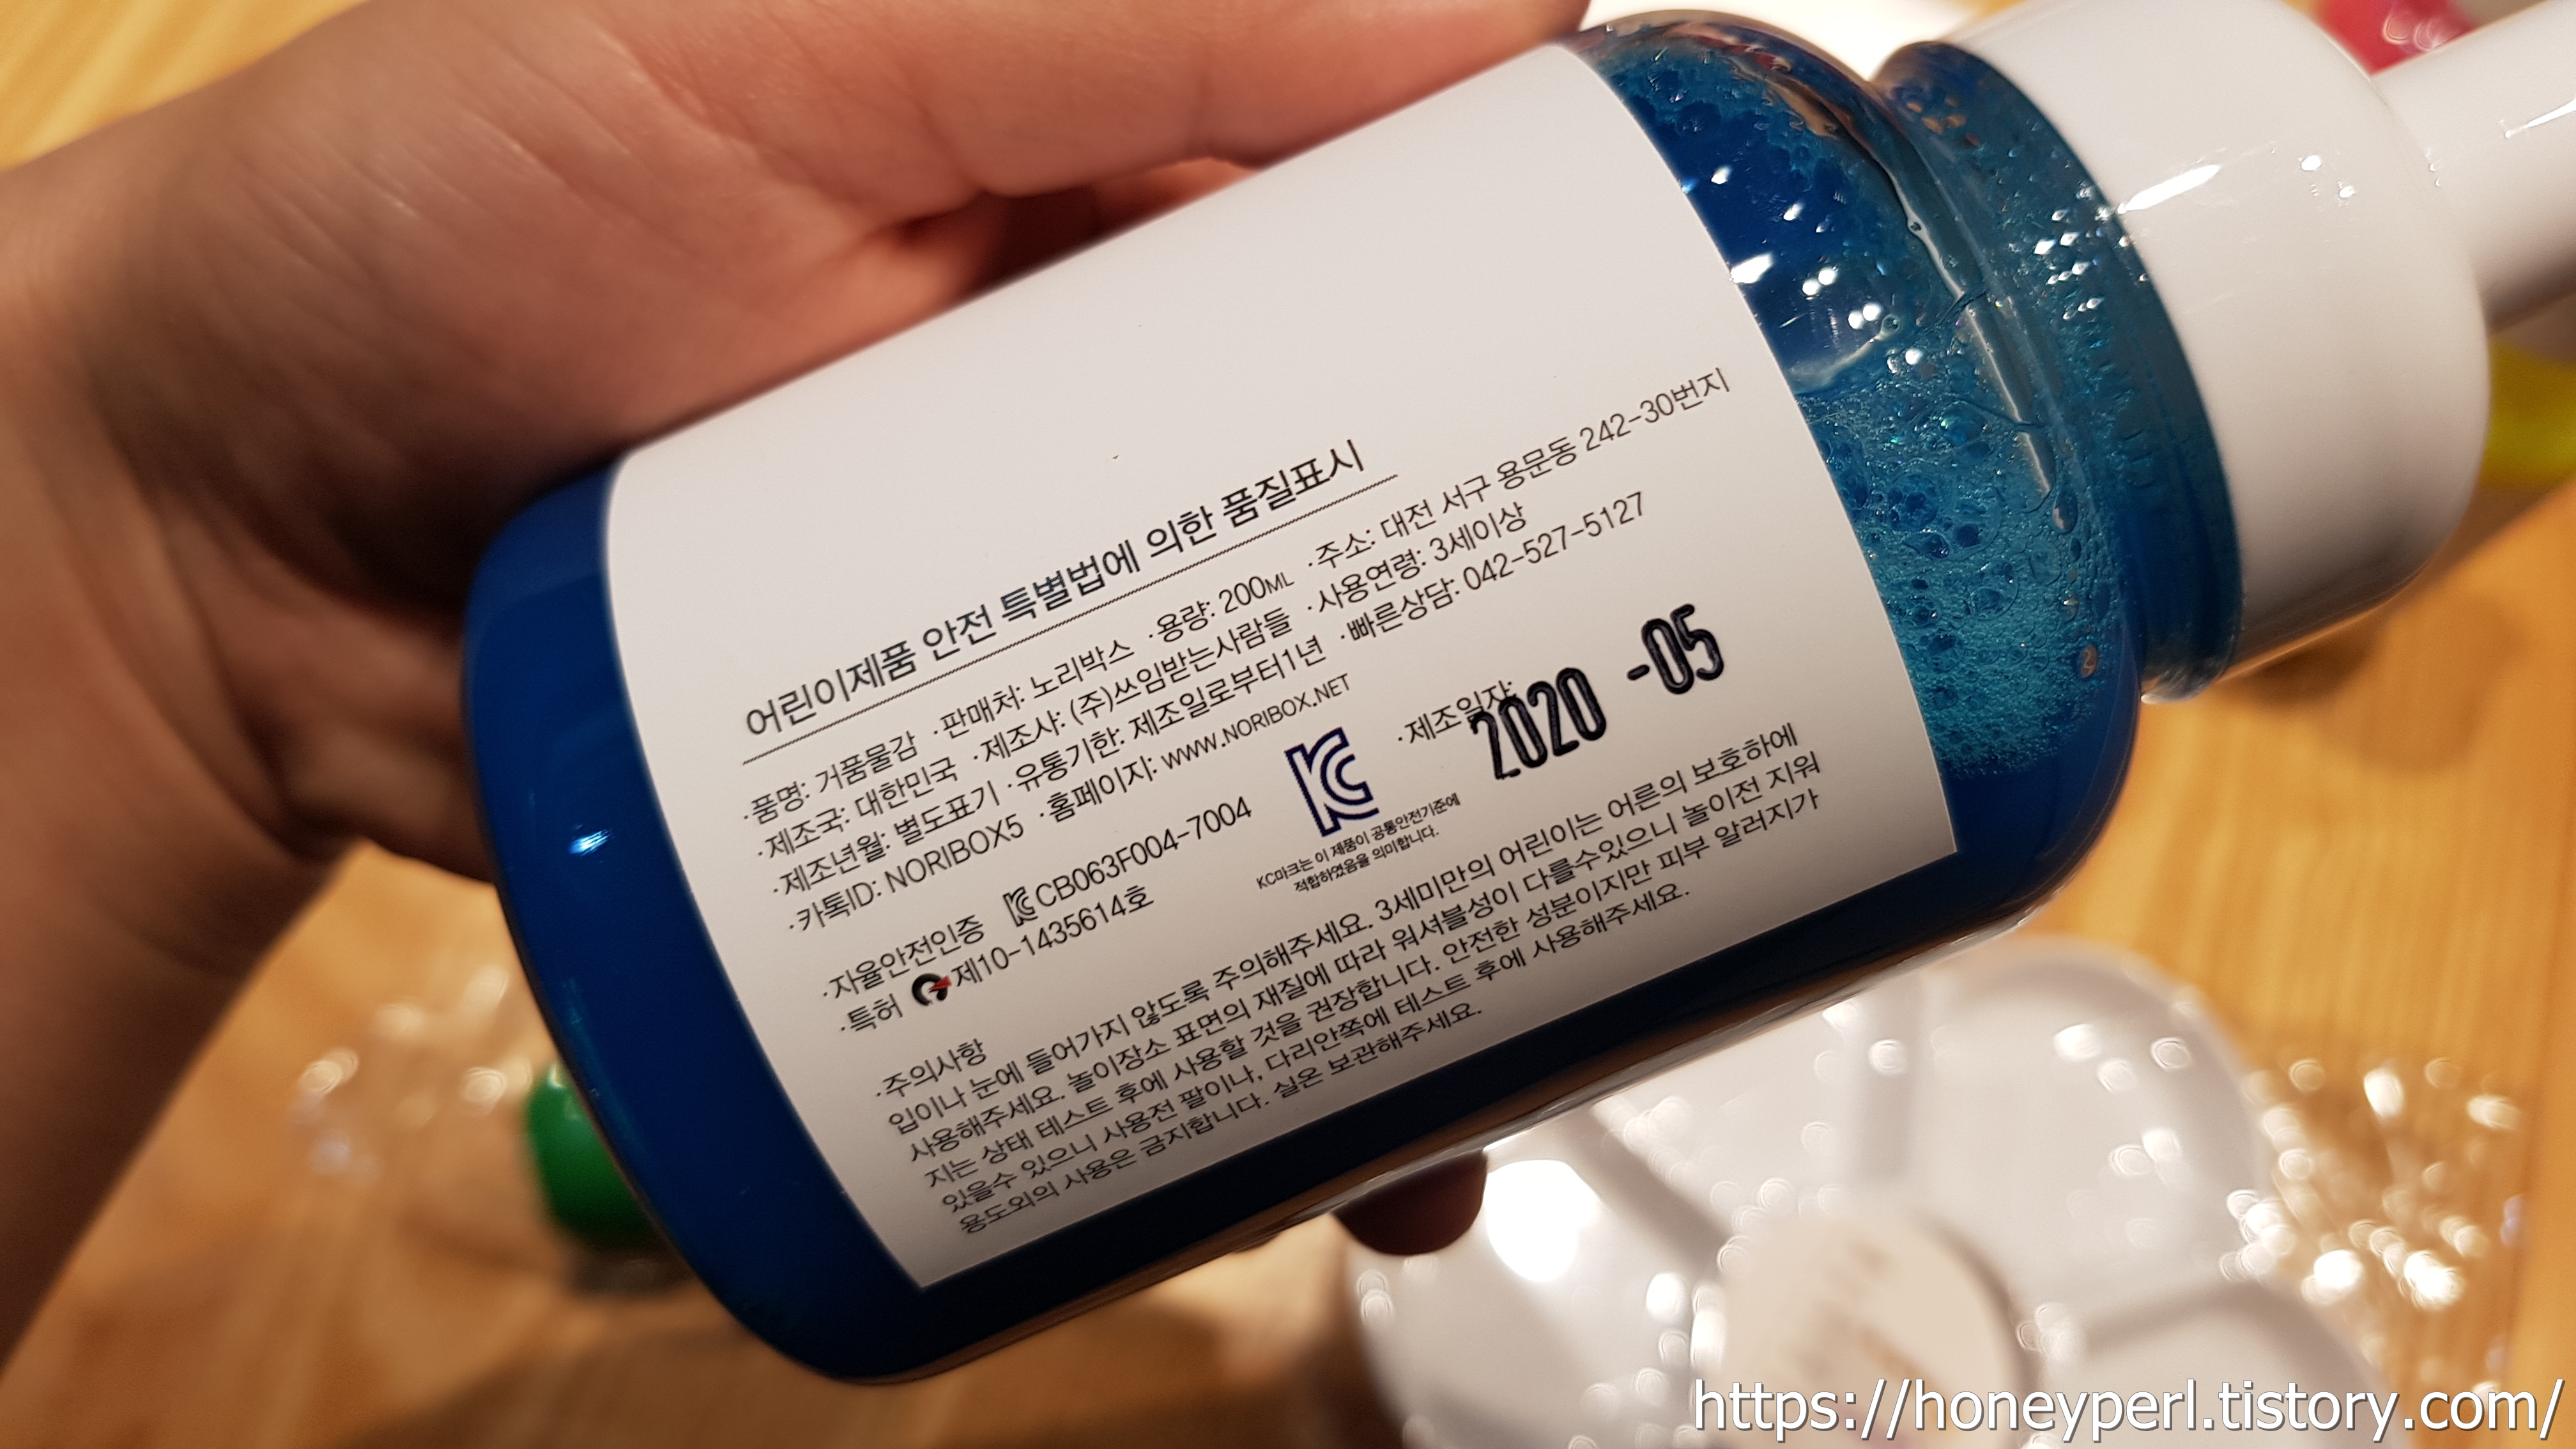 어린이제품 안전 특별법에 의한 품질표시
·품명: 거품물감 ·판매처: 노리박스 ·용량: 200ML ·주소: 대전 서구 용문동 242-30번지
·제조국: 대한민국 ·제조사: (주)쓰임받는사람들 ·사용연령: 3세이상
·제조년월: 별도표기 ·유통기한: 제조일로부터1년 ·빠른상담: 042-527-5127
·카톡ID: NORIBOX5 ·홈페이지: WWW.NORIBOX.NET
·제조일자:
2020 -05
·자율안전인증 KC CB063F004-7004
·특허 제10-1435614호
KC
KC마크는 이 제품이 공통안전기준에
적합하였음을 의미합니다.
·주의사항
입이나 눈에 들어가지 않도록 주의해주세요. 3세미만의 어린이는 어른의 보호하에
사용해주세요. 놀이장소 표면의 재질에 따라 워셔블성이 다를수있으니 놀이전 지워
지는 상태 테스트 후에 사용할 것을 권장합니다. 안전한 성분이지만 피부 알러지가
있을수 있으니 사용전 팔이나, 다리안쪽에 테스트 후에 사용해주세요.
용도외의 사용은 금지합니다. 실온 보관해주세요.
https://honeyperl.tistory.com/